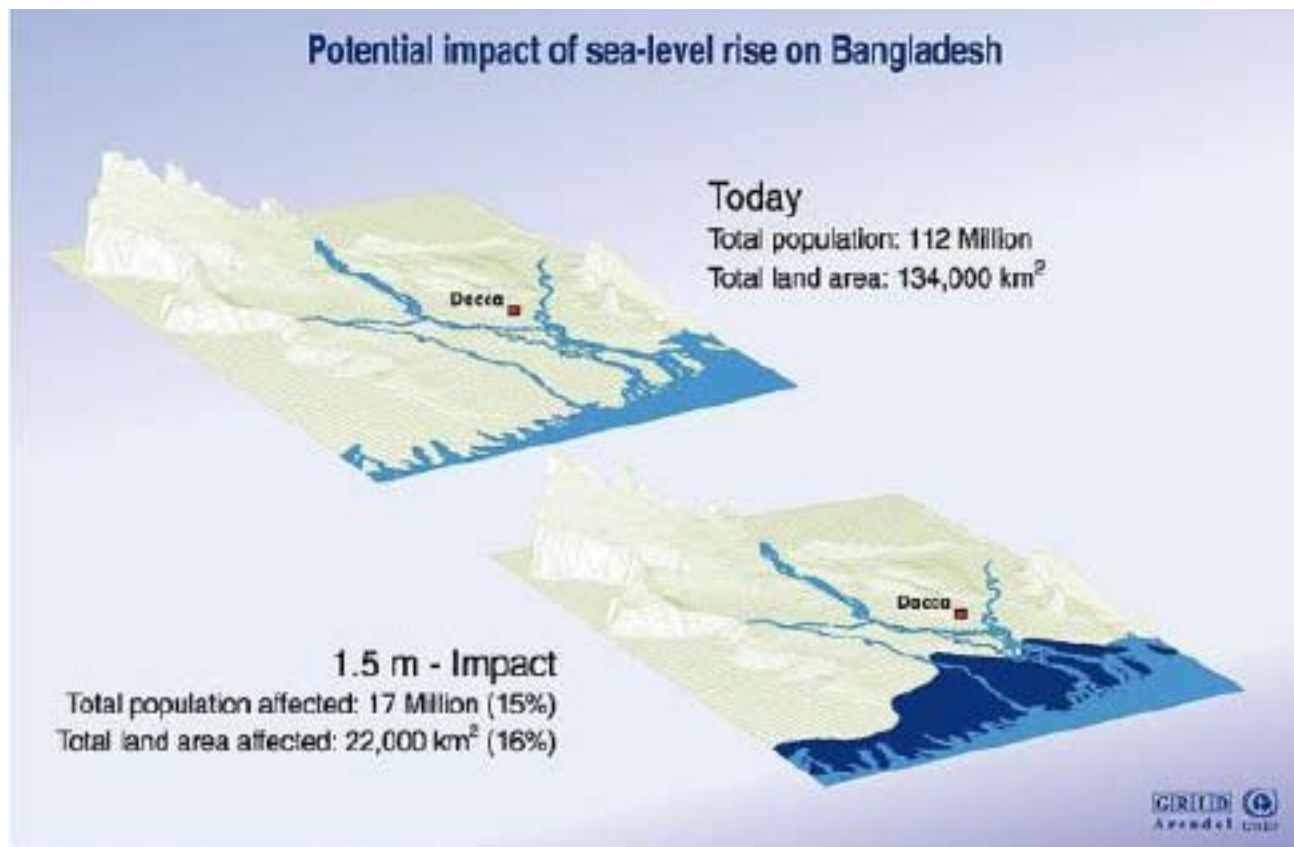 Potential impact of sea-level rise on Bangladesh
Today
Total population: 112 Million
Total land area: 134,000 km²
Dacca
Dacca
1.5 m - Impact
Total population affected: 17 Million (15%)
Total land area affected: 22,000 km² (16%)
GRID
Arendal UNEP